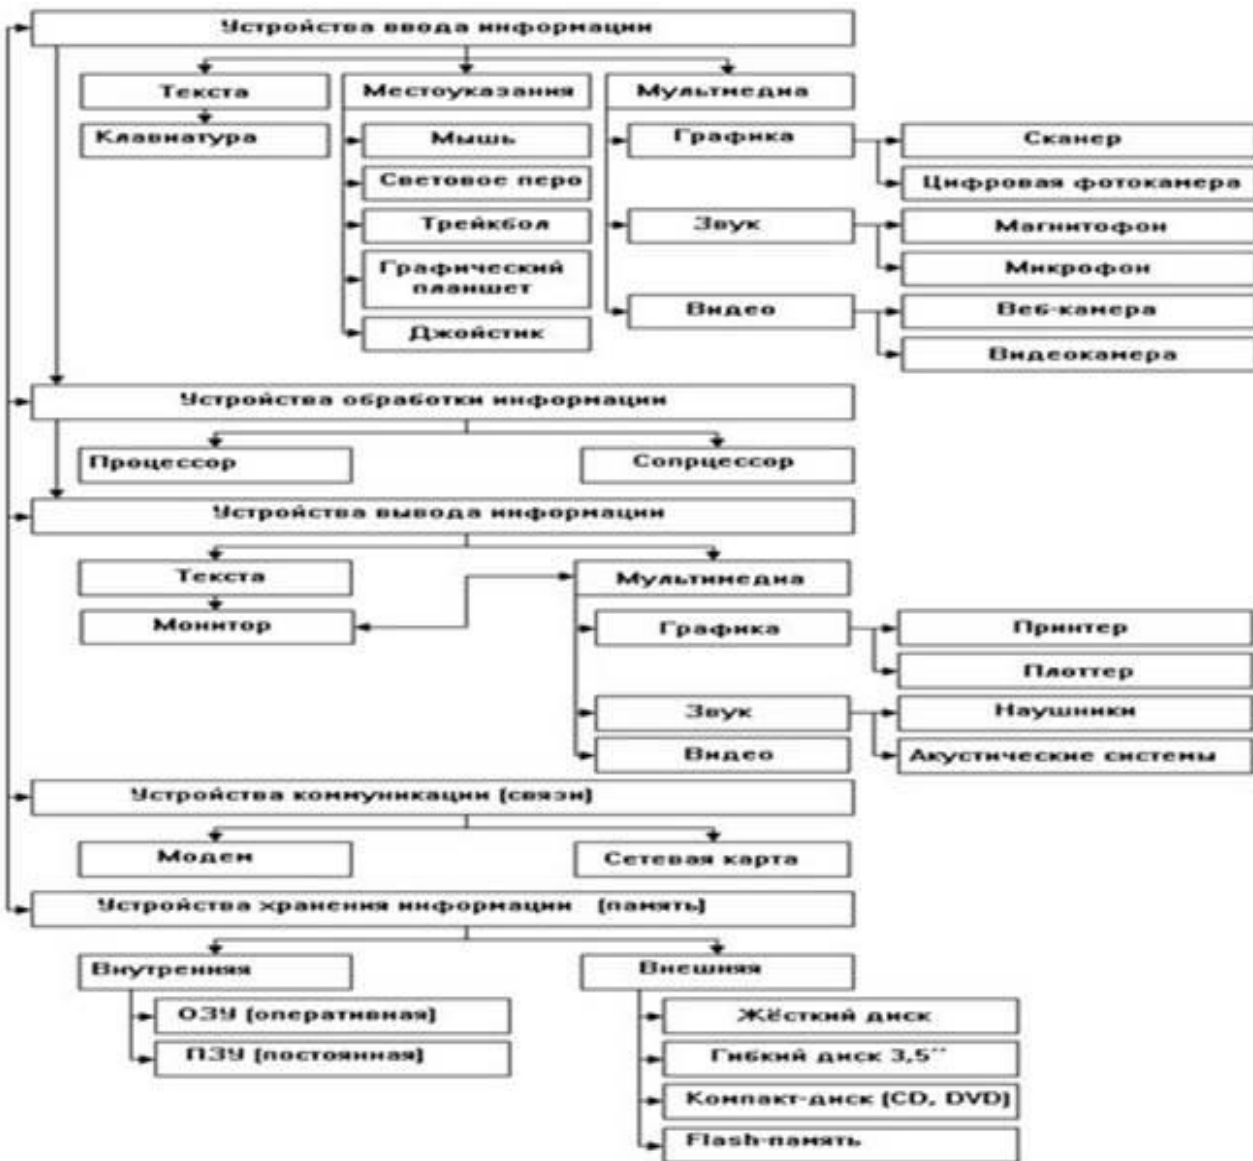 Устройства ввода информации
Текста
Местоуказания
Мультмедиа
Клавиатура
Мышь
Графика
Сканер
Световое перо
Цифровая фотокамера
Трейкбол
Звук
Магнитофон
Графический
планшет
Микрофон
Видео
Веб-камера
Джойстик
Видеокамера
Устройства обработки информации
Процессор
Сопрцессор
Устройства вывода информации
Текста
Мультимедиа
Монитор
Графика
Принтер
Плоттер
Звук
Наушники
Видео
Акустические системы
Устройства коммуникации (связи)
Модем
Сетевая карта
Устройства хранения информации (память)
Внутренняя
Внешняя
ОЗУ (оперативная)
Жёсткий диск
ПЗУ (постоянная)
Гибкий диск 3,5´´
Компакт-диск (CD, DVD)
Flash-память